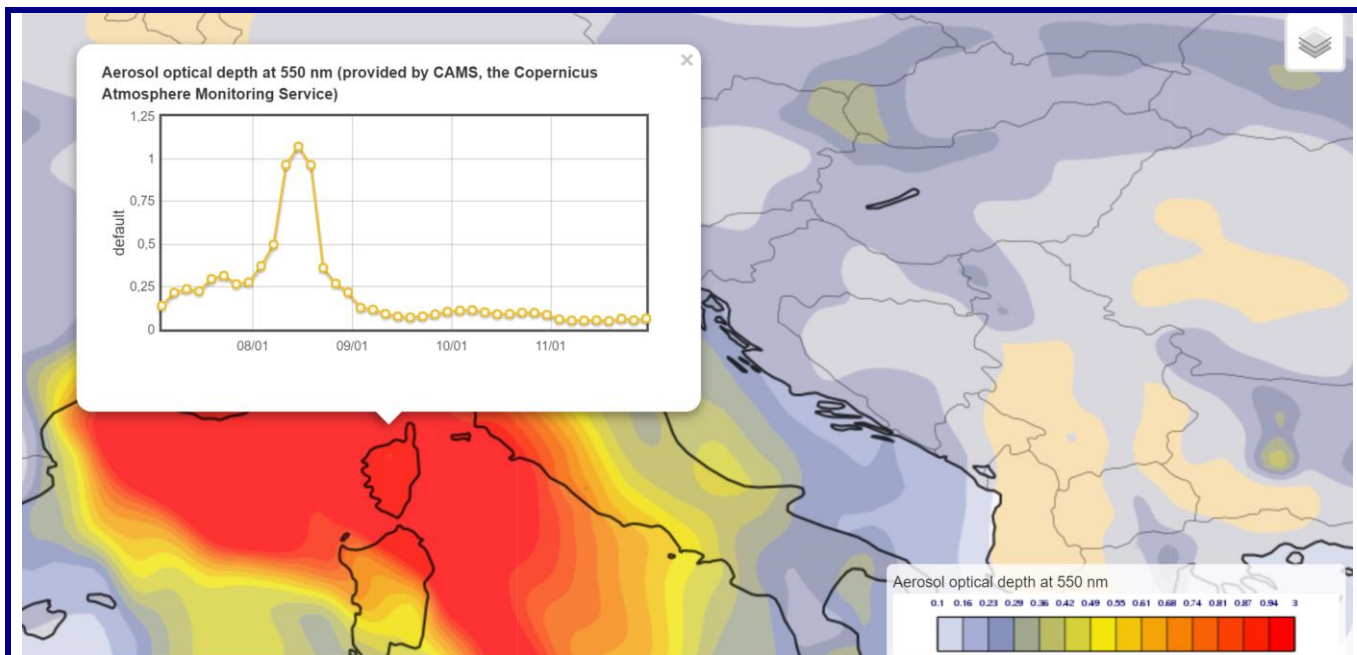 Aerosol optical depth at 550 nm (provided by CAMS, the Copernicus
Atmosphere Monitoring Service)
×
1,25
1
0,75
0,5
0,25
0
default
08/01
09/01
10/01
11/01
Aerosol optical depth at 550 nm
0.1 0.16 0.23 0.29 0.36 0.42 0.49 0.55 0.61 0.68 0.74 0.81 0.87 0.94 3